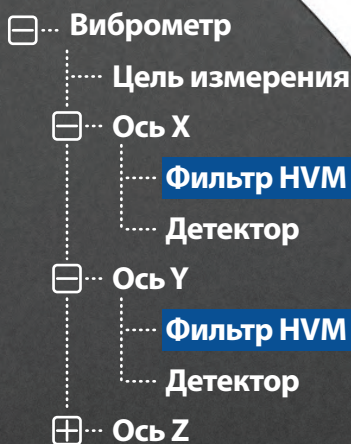 Виброметр
Цель измерения
Ось X
Фильтр HVM
Детектор
Ось Y
Фильтр HVM
Детектор
Ось Z